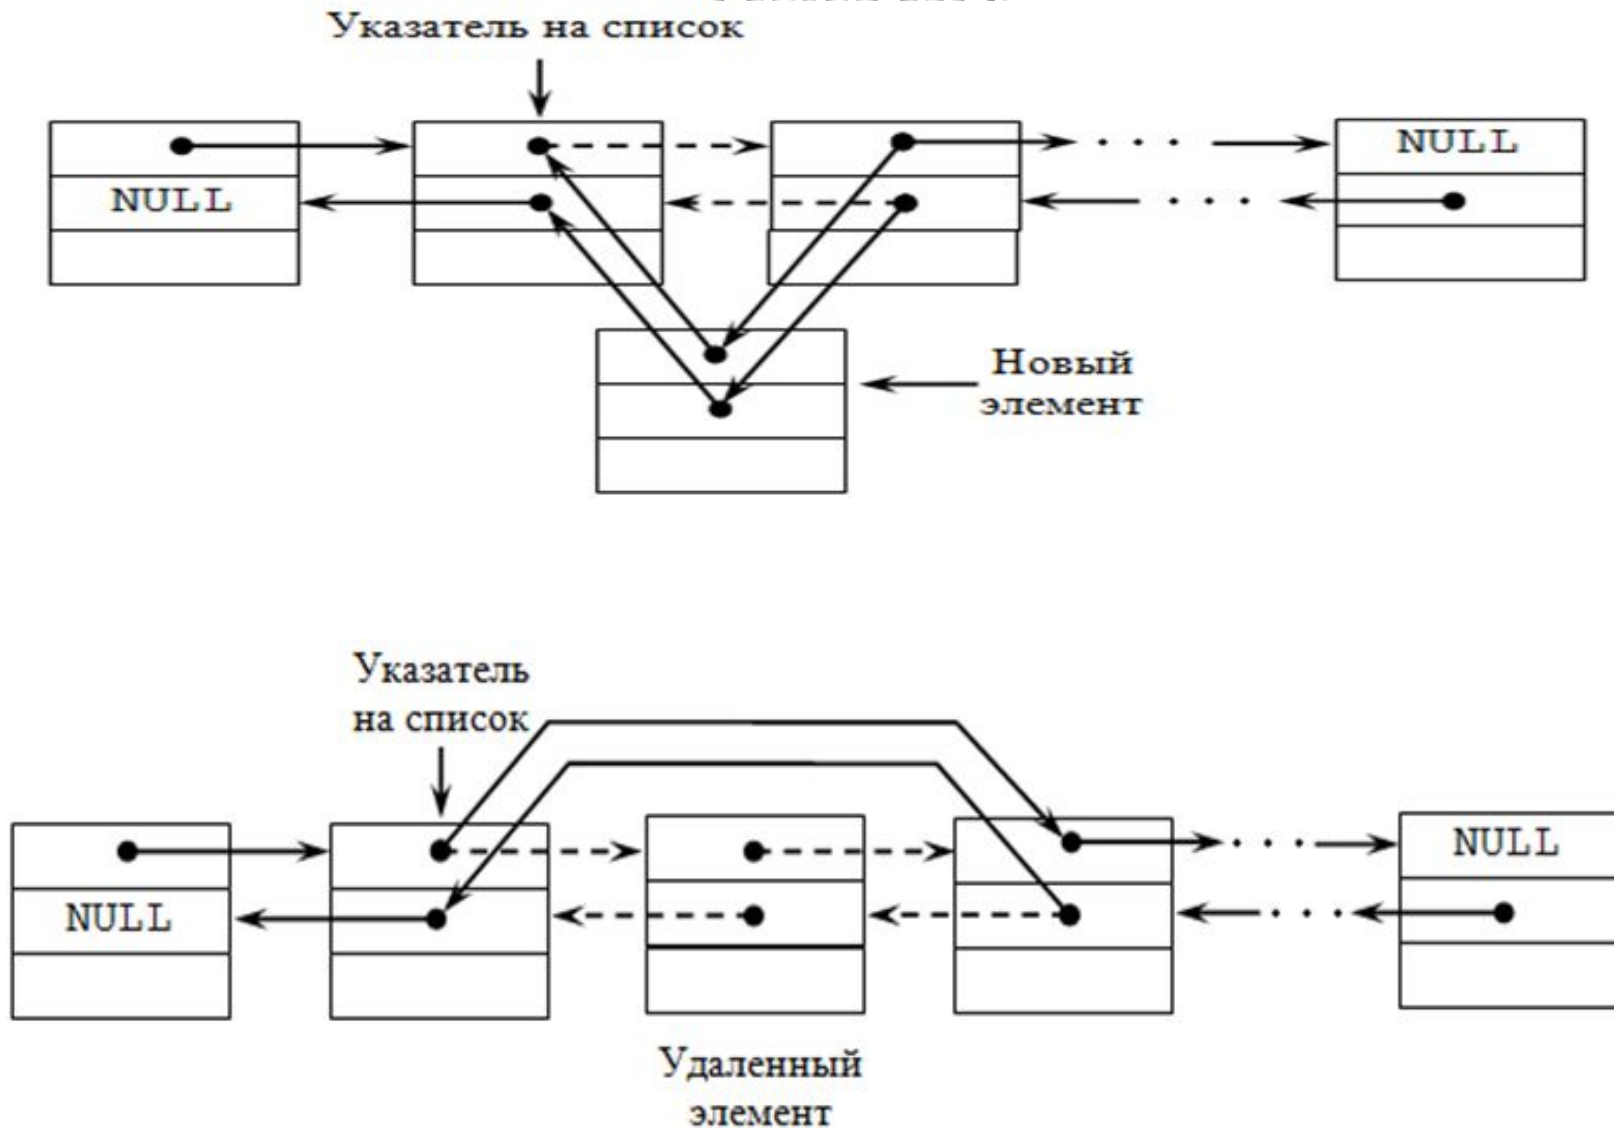 Указатель на список
NULL
NULL
Новый
элемент
Указатель
на список
NULL
NULL
Удаленный
элемент